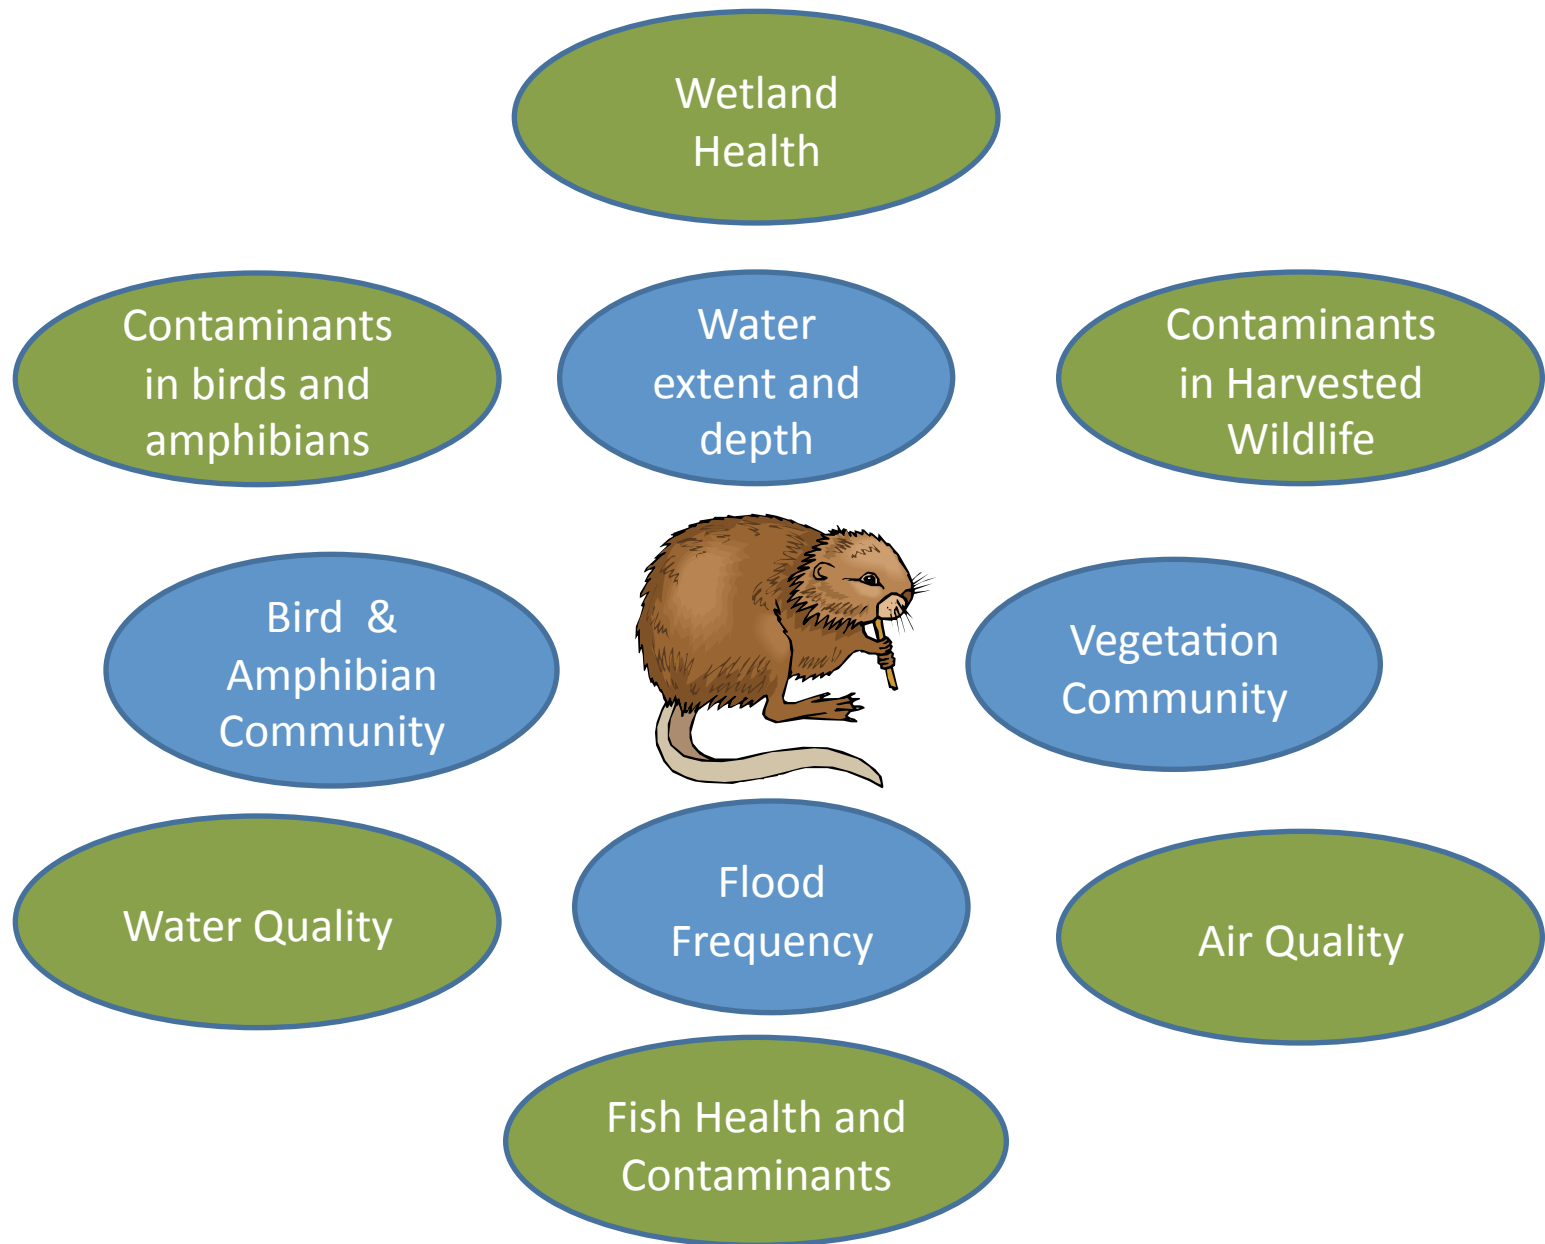 Wetland
Health
Contaminants
in birds and
amphibians
Water
extent and
depth
Contaminants
in Harvested
Wildlife
Bird  &
Amphibian
Community
Vegetation
Community
Water Quality
Flood
Frequency
Air Quality
Fish Health and
Contaminants